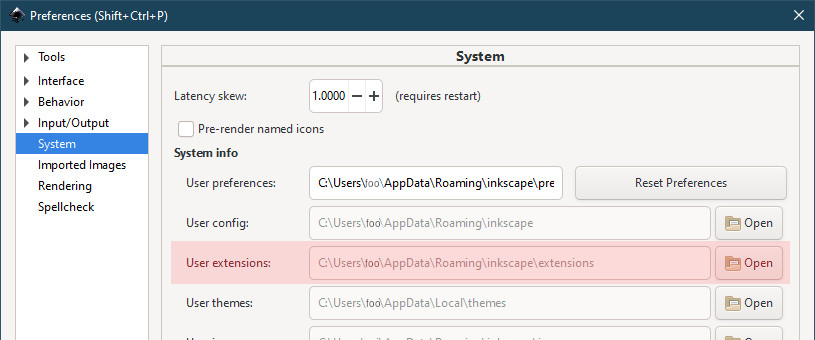 Preferences (Shift+Ctrl+P)
Tools
Interface
Behavior
Input/Output
System
Imported Images
Rendering
Spellcheck
System
Latency skew: 1.0000 − + (requires restart)
Pre-render named icons
System info
User preferences: C:\Users\foo\AppData\Roaming\inkscape\pre Reset Preferences
User config: C:\Users\foo\AppData\Roaming\inkscape Open
User extensions: C:\Users\foo\AppData\Roaming\inkscape\extensions Open
User themes: C:\Users\foo\AppData\Local\themes Open